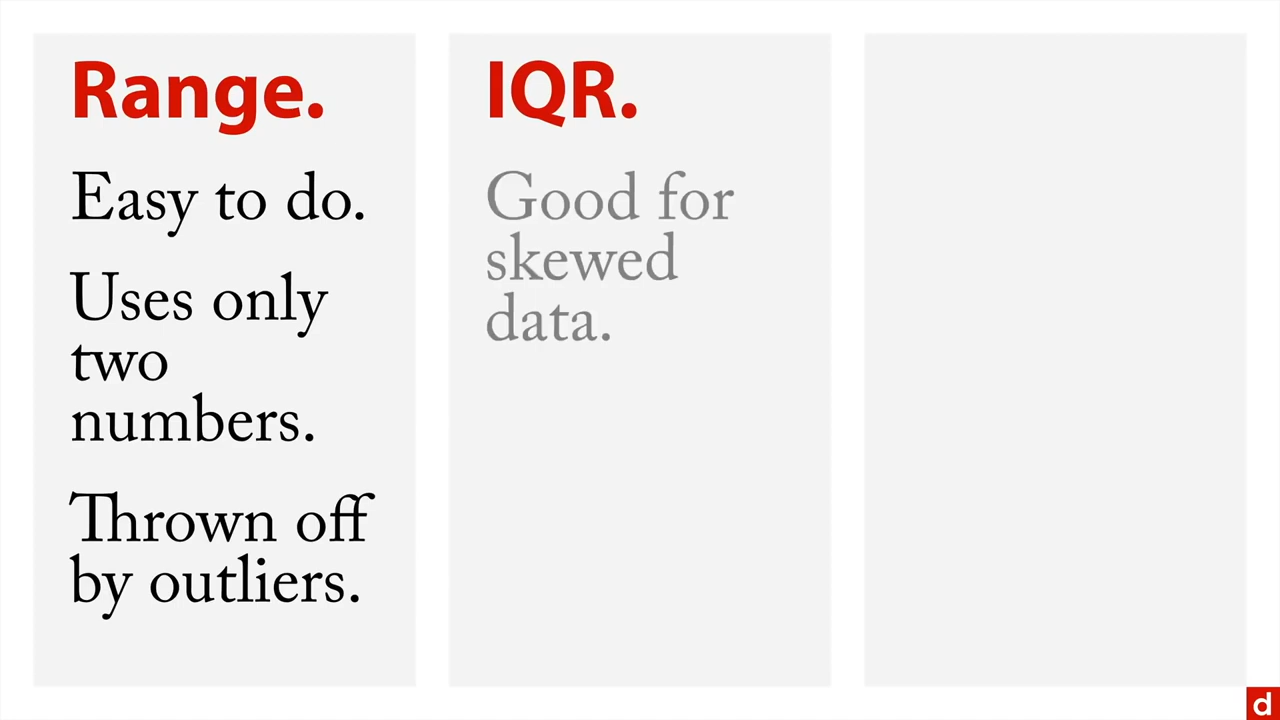 Range.
Easy to do.
Uses only
two
numbers.
Thrown off
by outliers.
IQR.
Good for
skewed
data.
d